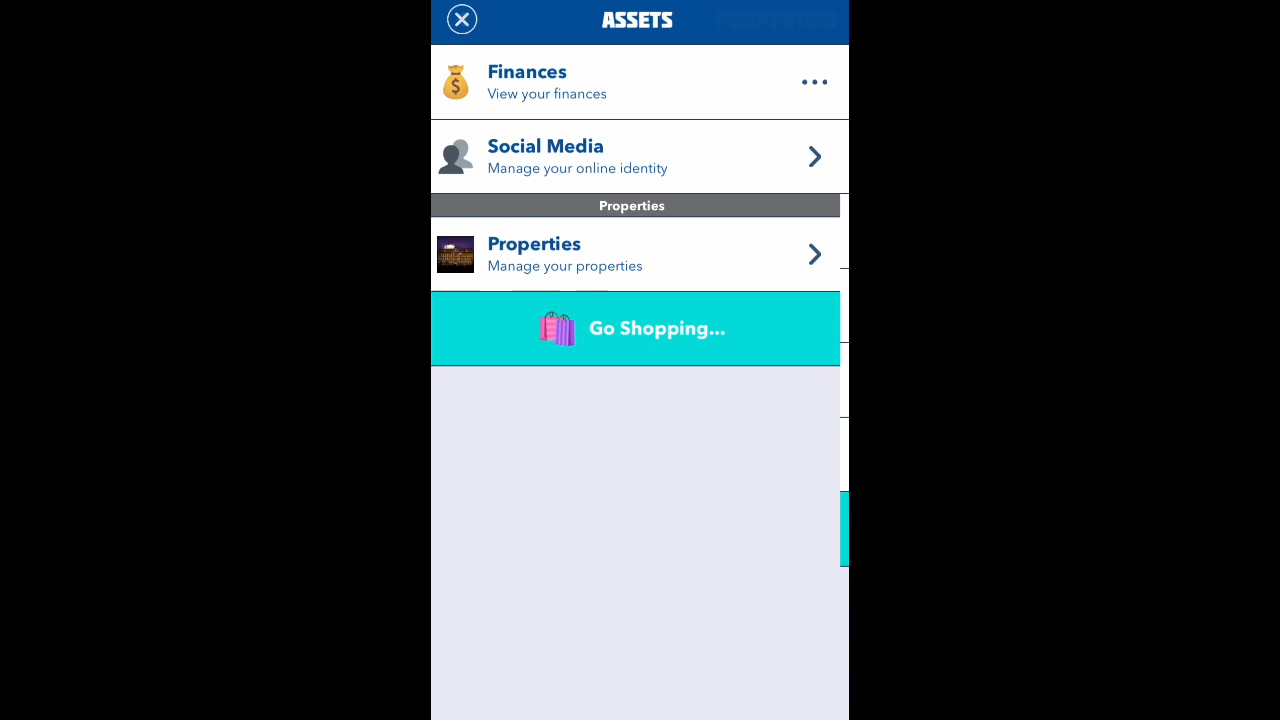 ASSETS
Finances
View your finances
Social Media
Manage your online identity
Properties
Properties
Manage your properties
Go Shopping...